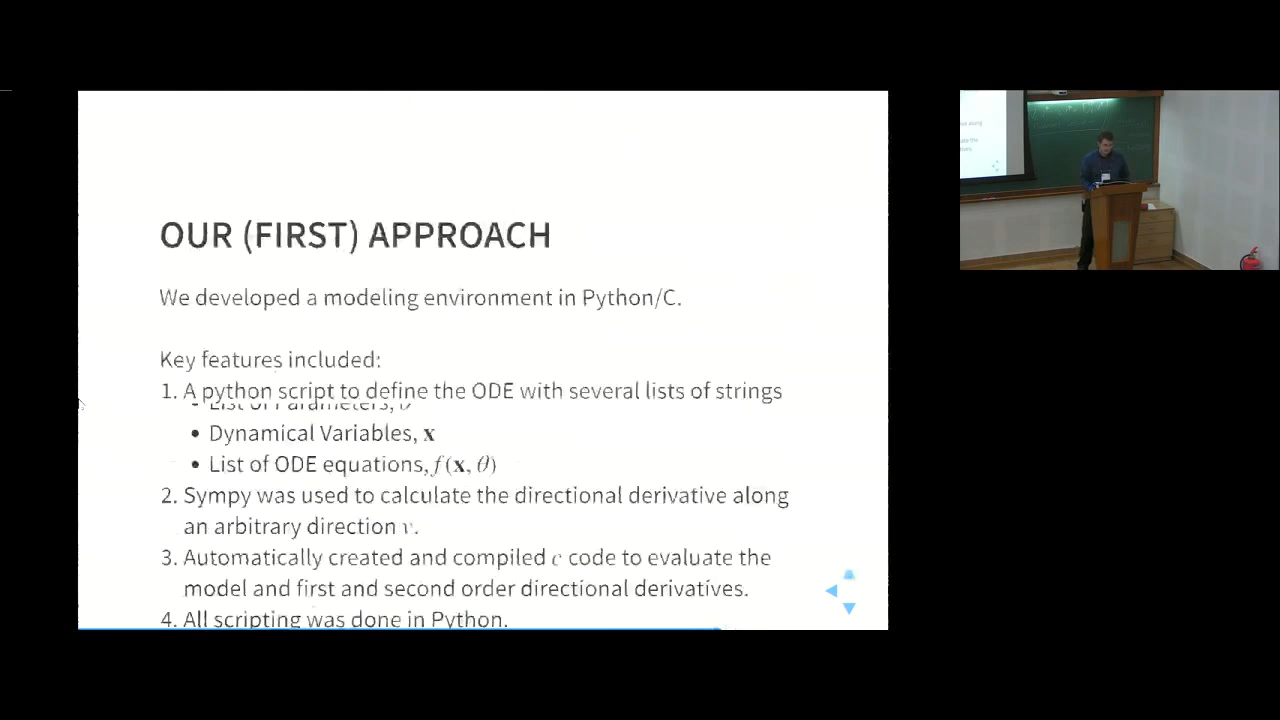 OUR (FIRST) APPROACH
We developed a modeling environment in Python/C.
Key features included:
1. A python script to define the ODE with several lists of strings
- List of Parameters, θ
• Dynamical Variables, x
• List of ODE equations, f(x, θ)
2. Sympy was used to calculate the directional derivative along
an arbitrary direction v.
3. Automatically created and compiled c code to evaluate the
model and first and second order directional derivatives.
4. All scripting was done in Python.